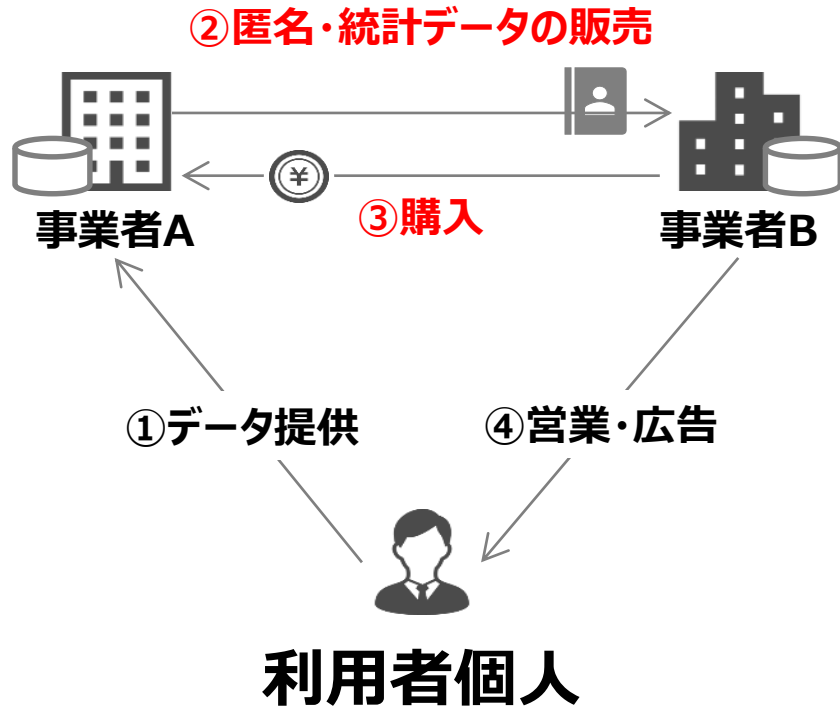 ②匿名・統計データの販売
¥
③購入
事業者A
事業者B
①データ提供
④営業・広告
利用者個人